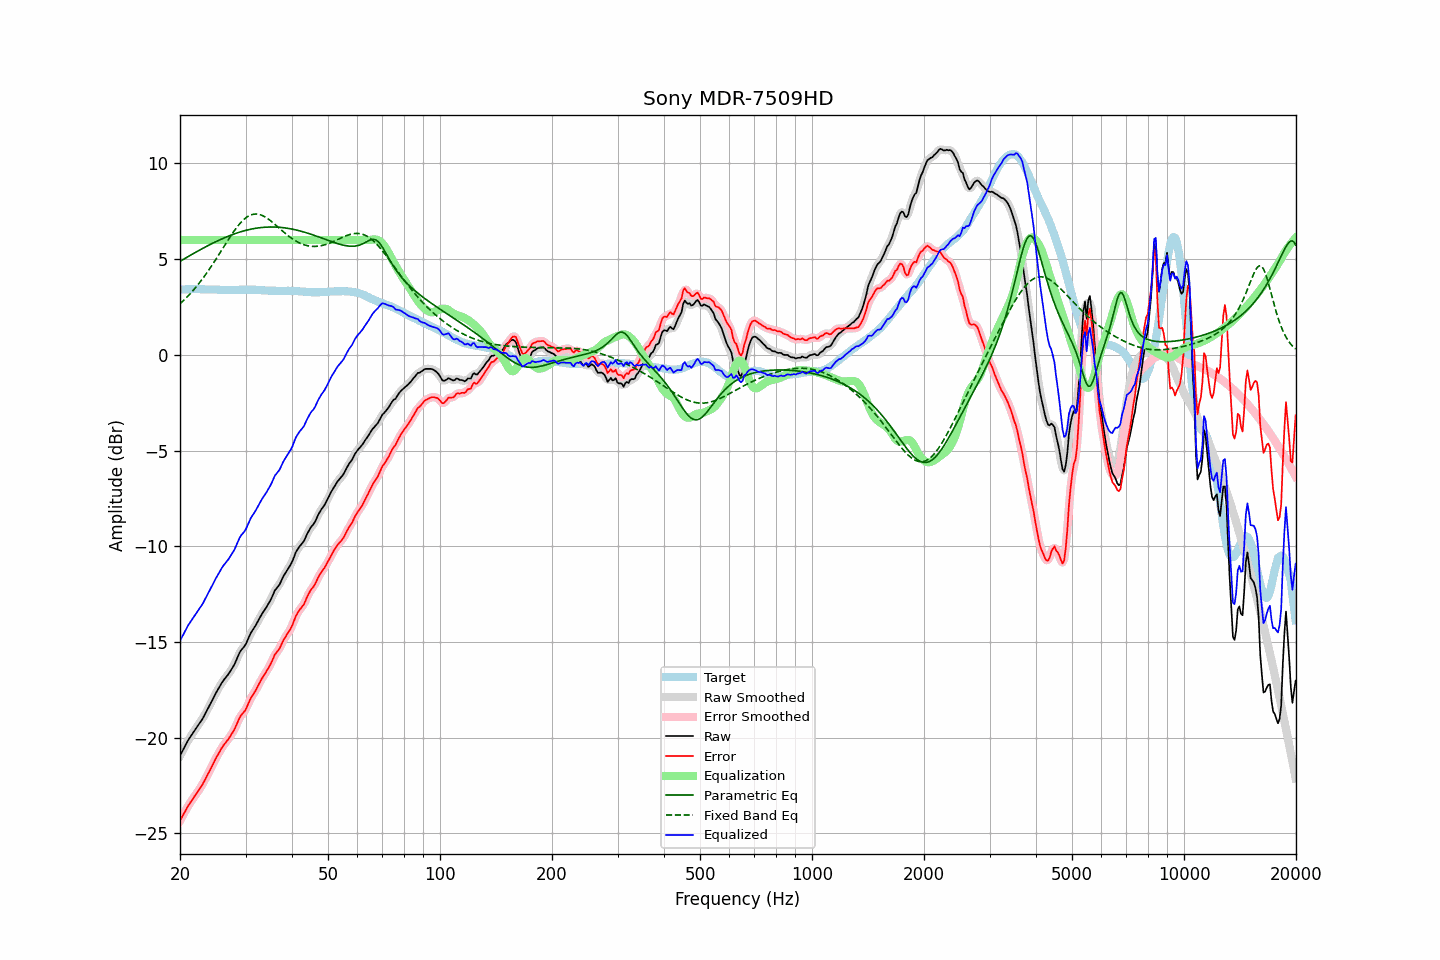 Sony MDR-7509HD
Amplitude (dBr)
10
5
0
−5
−10
−15
−20
−25
Target
Raw Smoothed
Error Smoothed
Raw
Error
Equalization
Parametric Eq
Fixed Band Eq
Equalized
20 50 100 200 500 1000 2000 5000 10000 20000
Frequency (Hz)